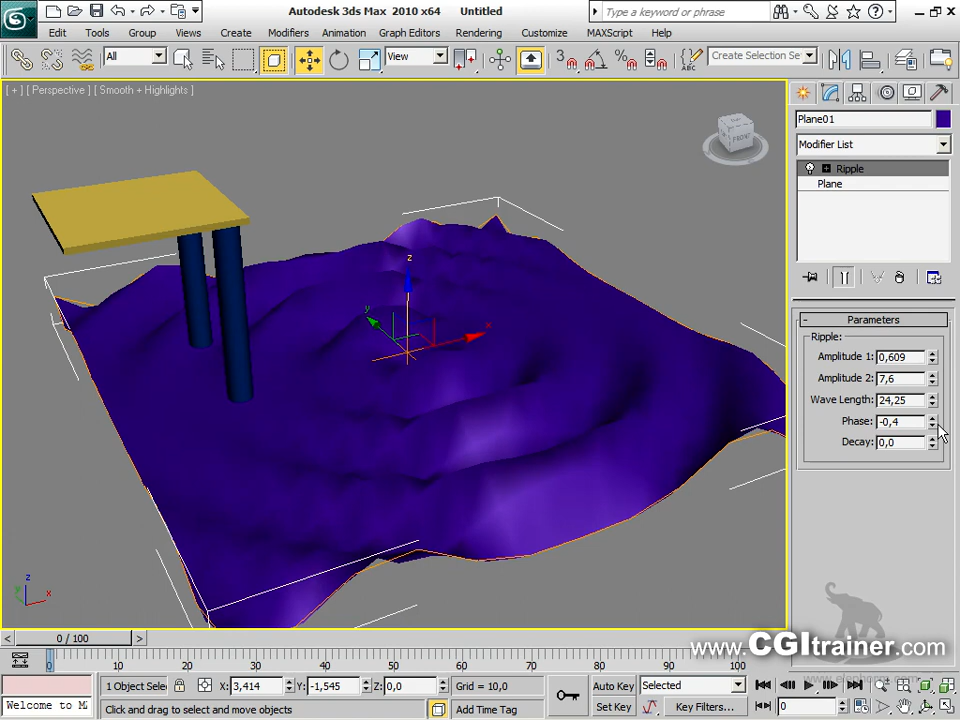 Autodesk 3ds Max 2010 x64 Untitled
Type a keyword or phrase
Edit Tools Group Views Create Modifiers Animation Graph Editors Rendering Customize MAXScript Help
All View 3 % ABC Create Selection Se
[ + ] [ Perspective ] [ Smooth + Highlights ]
FRONT
Plane01
Modifier List
Ripple
Plane
z
y
x
Parameters
Ripple:
Amplitude 1: 0,609
Amplitude 2: 7,6
Wave Length: 24,25
Phase: -0,4
Decay: 0,0
z
x
0 / 100
www.CGItrainer.com
0 10 20 30 40 50 60 70 80 90 100
1 Object Selec X: 3,414 Y: -1,545 Z: 0,0 Grid = 10,0 Auto Key Selected
Welcome to M Click and drag to select and move objects Add Time Tag Set Key Key Filters... 0